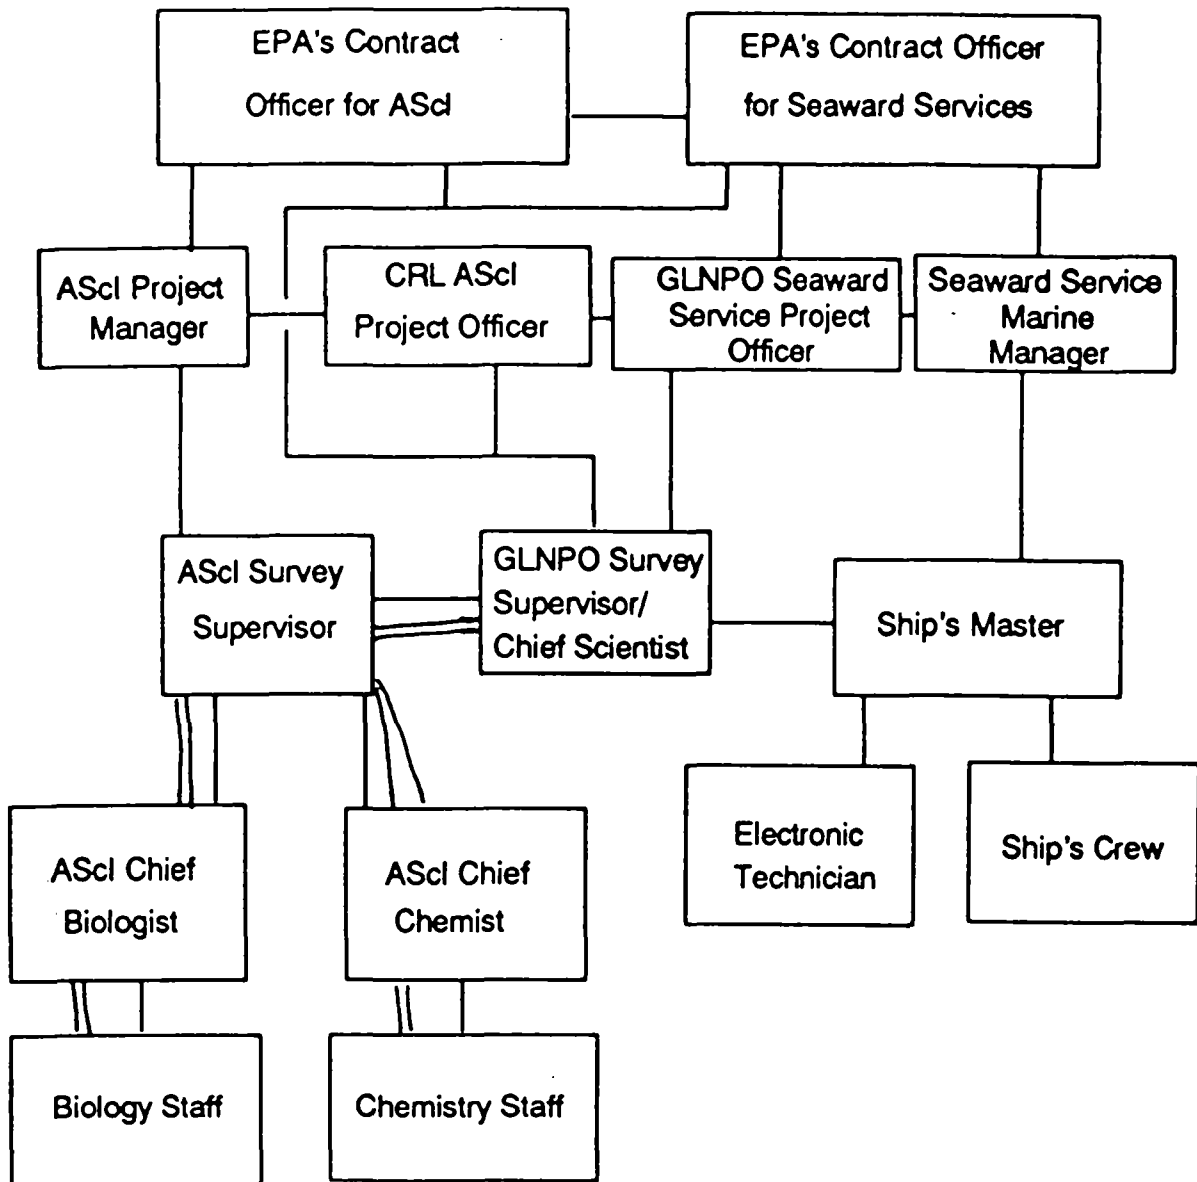 EPA's Contract
Officer for AScI
EPA's Contract Officer
for Seaward Services
AScI Project
Manager
CRL AScI
Project Officer
GLNPO Seaward
Service Project
Officer
Seaward Service
Marine
Manager
AScI Survey
Supervisor
GLNPO Survey
Supervisor/
Chief Scientist
Ship's Master
AScI Chief
Biologist
AScI Chief
Chemist
Electronic
Technician
Ship's Crew
Biology Staff
Chemistry Staff